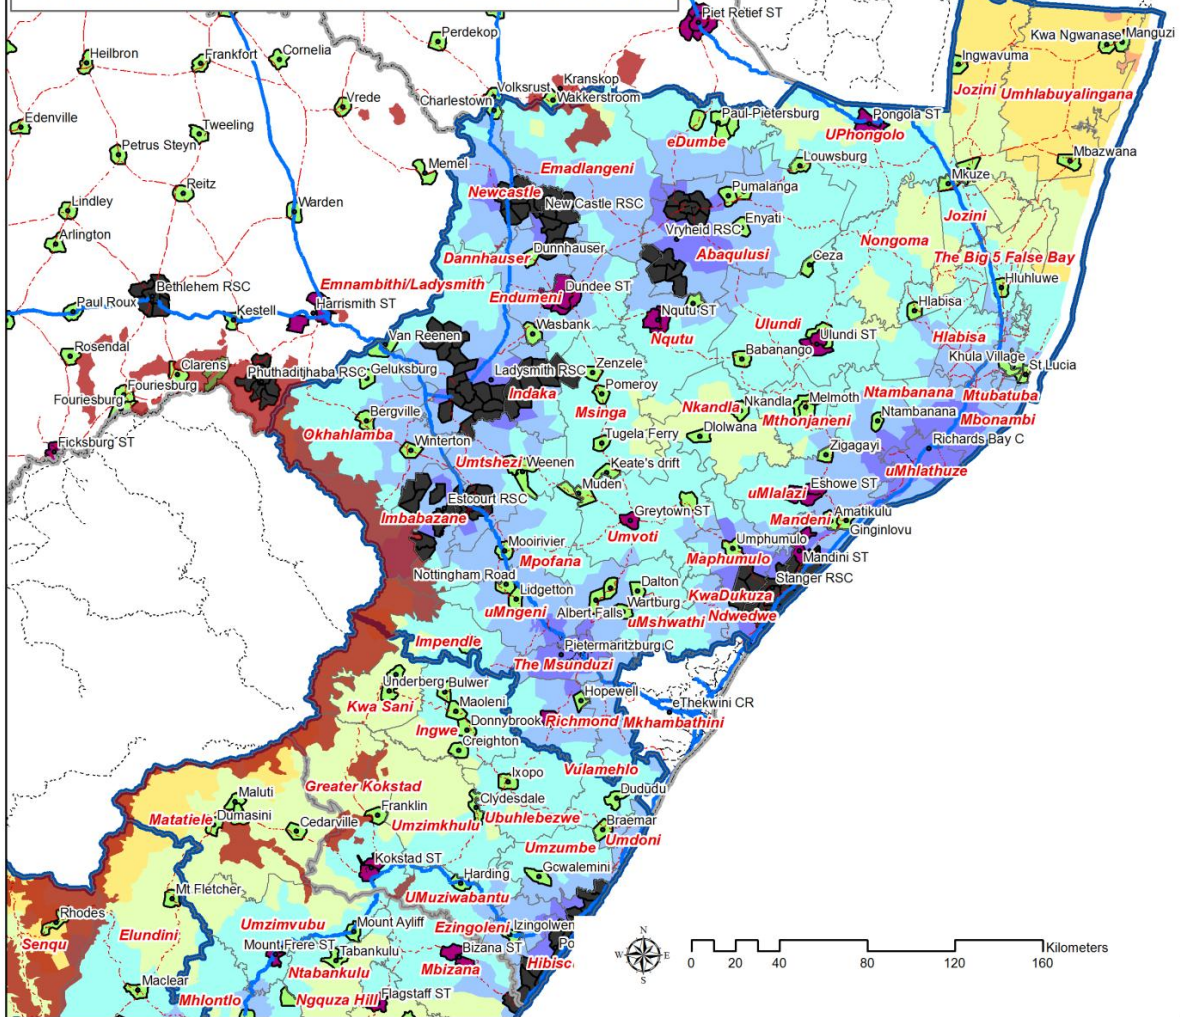 Piet Retief ST
Perdekop
Kwa Ngwanase
Manguzi
Heilbron
Frankfort
Cornelia
Ingwavuma
Kranskop
Volksrust
Jozini
Umhlabuyalingana
Vrede
Charlestown
Wakkerstroom
Paul-Pietersburg
Pongola ST
Edenville
Tweeling
eDumbe
UPhongolo
Petrus Steyn
Louwsburg
Mbazwana
Memel
Emadlangeni
Mkuze
Reitz
Newcastle
Pumalanga
Lindley
Warden
New Castle RSC
Enyati
Jozini
Arlington
Vryheid RSC
Dunnhauser
Nongoma
Dannhauser
Abaqulusi
The Big 5 False Bay
Ceza
Emnambithi/Ladysmith
Hluhluwe
Bethlehem RSC
Dundee ST
Endumeni
Paul Roux
Harrismith ST
Nqutu ST
Hlabisa
Kestell
Wasbank
Ulundi
Van Reenen
Nqutu
Ulundi ST
Hlabisa
Rosendal
Babanango
Khula Village
Clarens
Zenzele
St Lucia
Phuthaditjhaba RSC
Geluksburg
Ladysmith RSC
Fouriesburg
Indaka
Pomeroy
Ntambanana
Mtubatuba
Fouriesburg
Msinga
Nkandla
Nkandla
Melmoth
Bergville
Ntambanana
Mbonambi
Mthonjaneni
Okhahlamba
Dlolwana
Ficksburg ST
Winterton
Tugela Ferry
Richards Bay C
Zigagayi
Umtshezi
Weenen
Keate's drift
uMhlathuze
Muden
Eshowe ST
Estcourt RSC
uMlalazi
Imbabazane
Greytown ST
Amatikulu
Mandeni
Ginginlovu
Umvoti
Mooirivier
Umphumulo
Mpofana
Maphumulo
Mandini ST
Nottingham Road
Dalton
Stanger RSC
Lidgetton
KwaDukuza
uMngeni
Albert Falls
Wartburg
uMshwathi
Ndwedwe
Impendle
Pietermaritzburg C
The Msunduzi
Underberg
Bulwer
Hopewell
Kwa Sani
Maoleni
eThekwini CR
Ingwe
Donnybrook
Richmond
Mkhambathini
Creighton
Ixopo
Vulamehlo
Greater Kokstad
Maluti
Clydesdale
Dududu
Matatiele
Dumasini
Franklin
Cedarville
Umzimkhulu
Ubuhlebezwe
Braemar
Umdoni
Umzumbe
Kokstad ST
Gcwalemini
Harding
Mt Fletcher
UMuziwabantu
Rhodes
Umzimvubu
Mount Ayliff
Ezingoleni
Izingolwen
Senqu
Elundini
Mount Frere ST
Tabankulu
Bizana ST
Po
Ntabankulu
Mbizana
Hibisc
Maclear
Mhlontlo
Ngquza Hill
Flagstaff ST
N
W
E
S
Kilometers
0 20 40 80 120 160